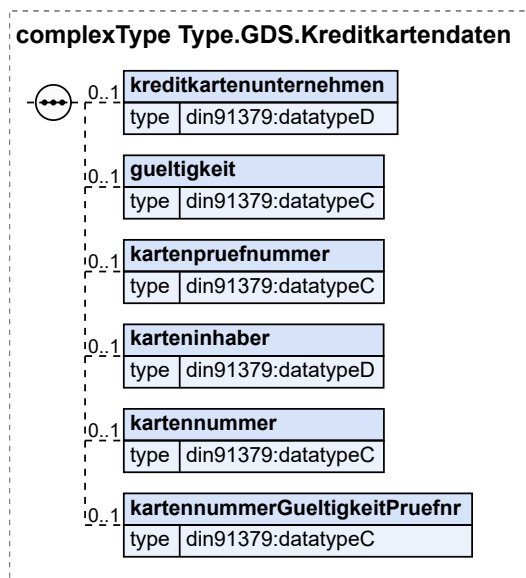 complexType Type.GDS.Kreditkartendaten
0..1 kreditkartenunternehmen
type din91379:datatypeD
0..1 gueltigkeit
type din91379:datatypeC
0..1 kartenpruefnummer
type din91379:datatypeC
0..1 karteninhaber
type din91379:datatypeD
0..1 kartennummer
type din91379:datatypeC
0..1 kartennummerGueltigkeitPruefnr
type din91379:datatypeC